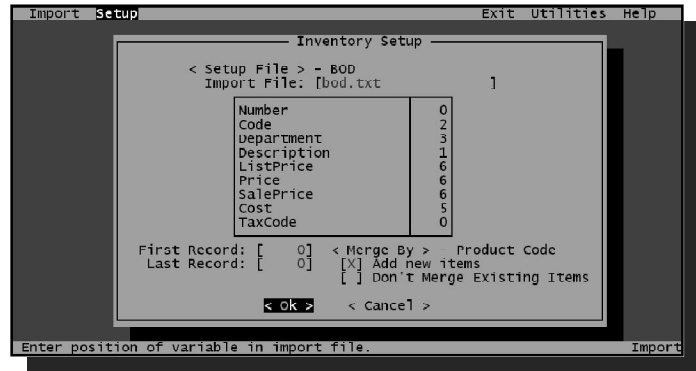 Import Setup Exit Utilities Help
Inventory Setup
< Setup File > - BOD
Import File: [bod.txt ]
Number 0
Code 2
Department 3
Description 1
ListPrice 6
Price 6
SalePrice 6
Cost 5
TaxCode 0
First Record: [ 0] < Merge By > - Product Code
Last Record: [ 0] [X] Add new items
[ ] Don't Merge Existing Items
< Ok > < Cancel >
Enter position of variable in import file. Import